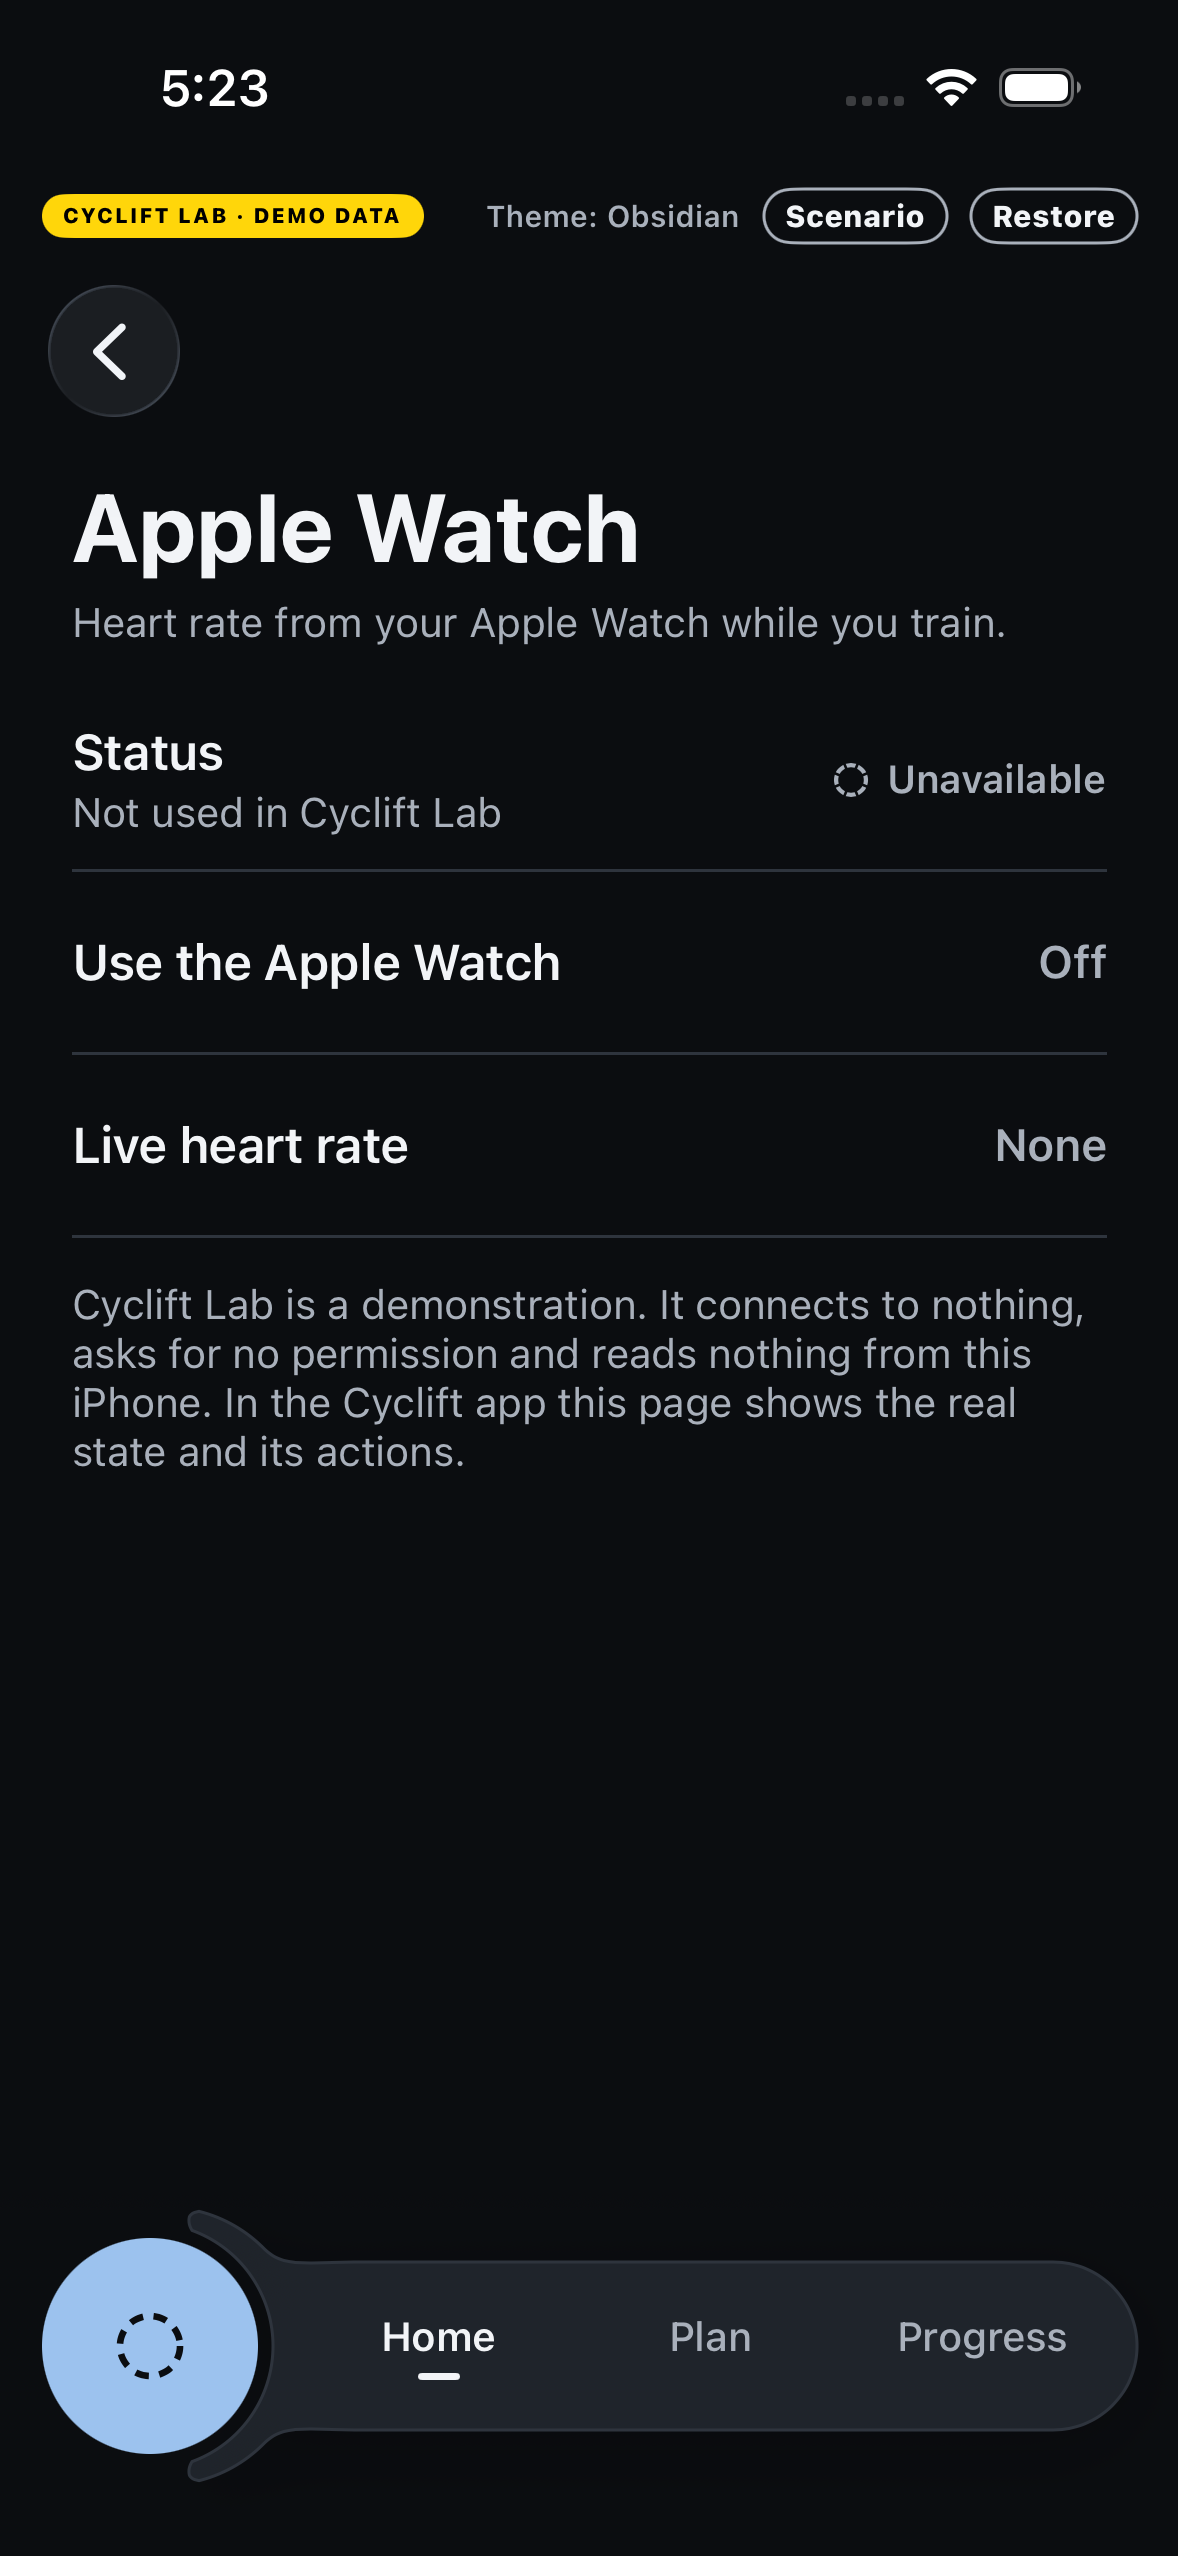 5:23
CYCLIFT LAB · DEMO DATA
Theme: Obsidian
Scenario
Restore
Apple Watch
Heart rate from your Apple Watch while you train.
Status
Not used in Cyclift Lab
Unavailable
Use the Apple Watch
Off
Live heart rate
None
Cyclift Lab is a demonstration. It connects to nothing,
asks for no permission and reads nothing from this
iPhone. In the Cyclift app this page shows the real
state and its actions.
Home
Plan
Progress